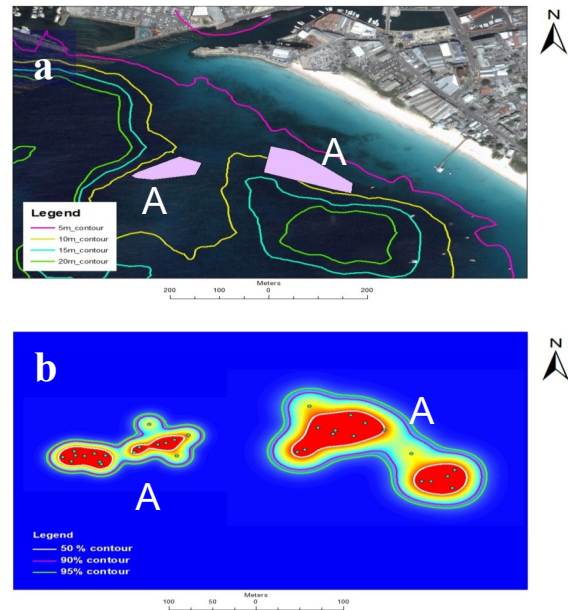 N
a
A
A
Legend
5m_contour
10m_contour
15m_contour
20m_contour
Meters
200 100 0 200
N
b
A
A
Legend
50 % contour
90% contour
95% contour
Meters
100 50 0 100